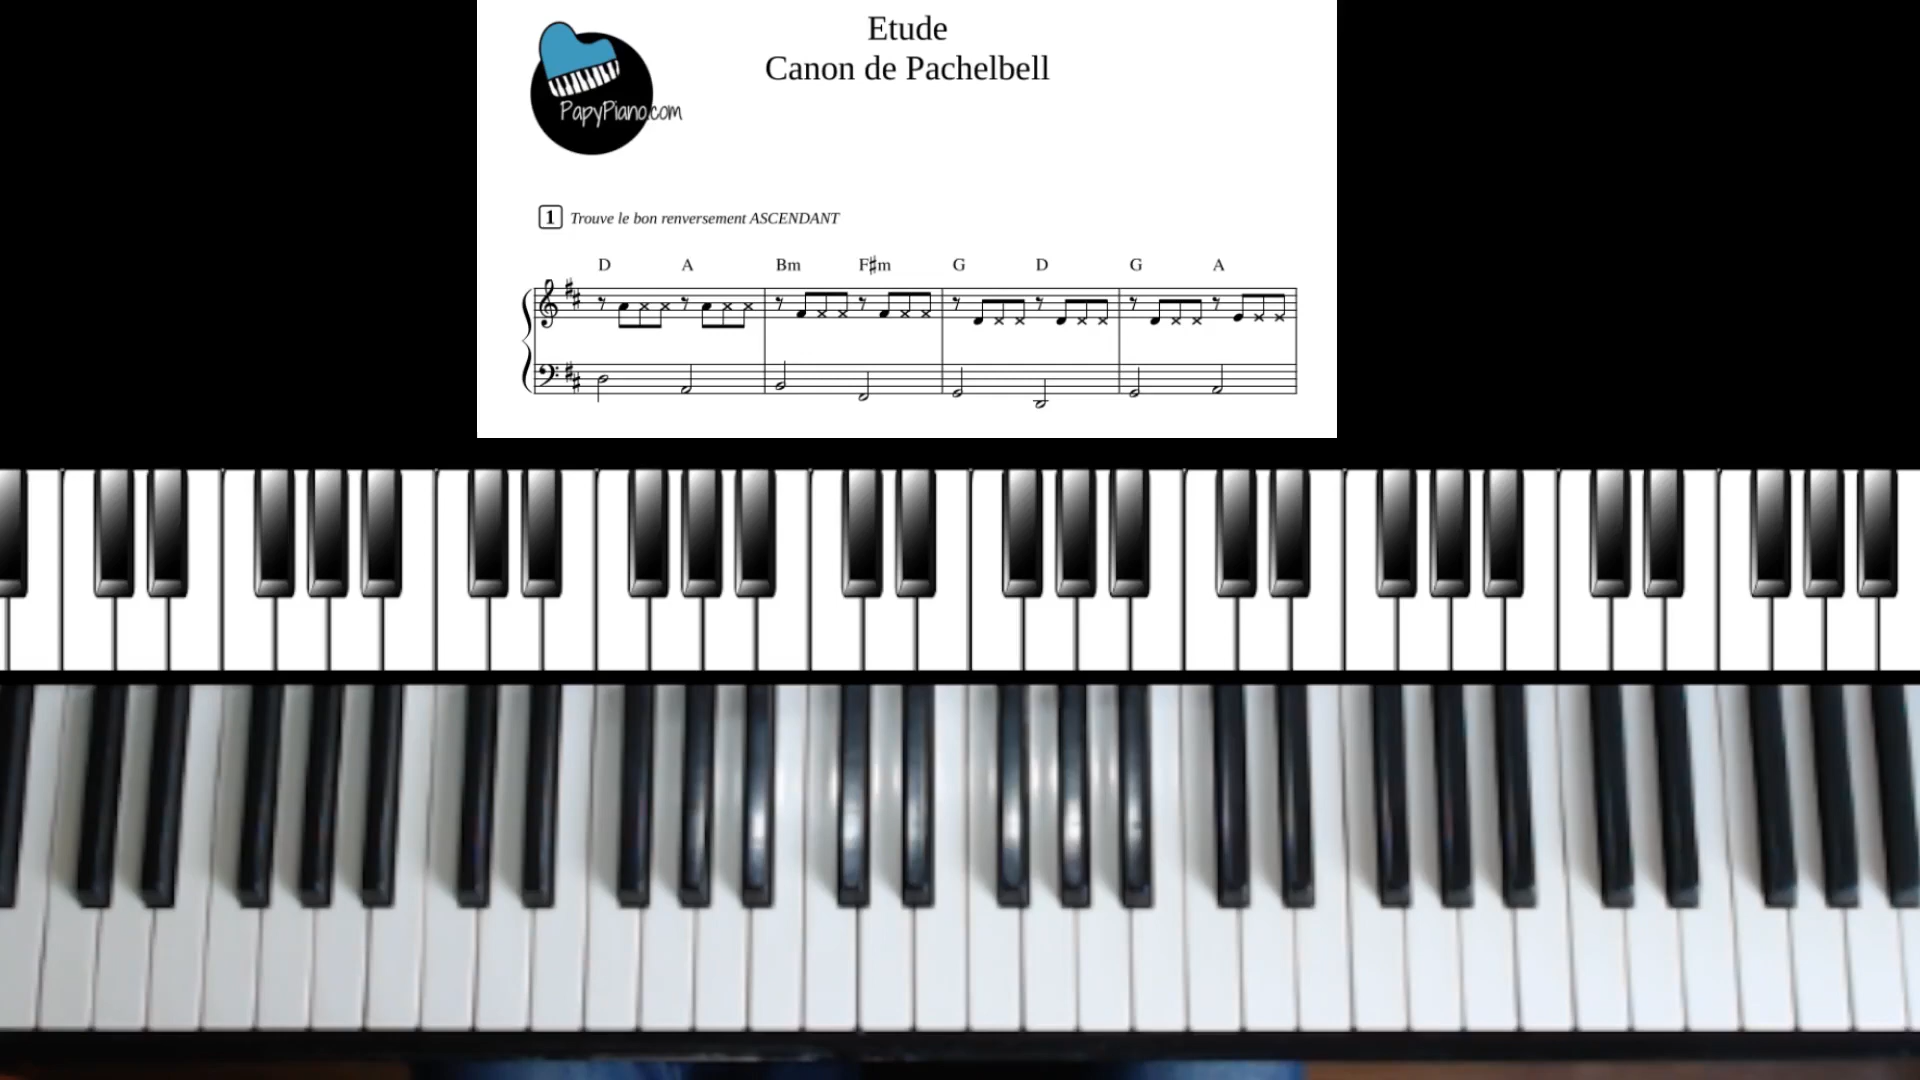 Etude
Canon de Pachelbell
PapyPiano.com
1 Trouve le bon renversement ASCENDANT
D A Bm F♯m G D G A